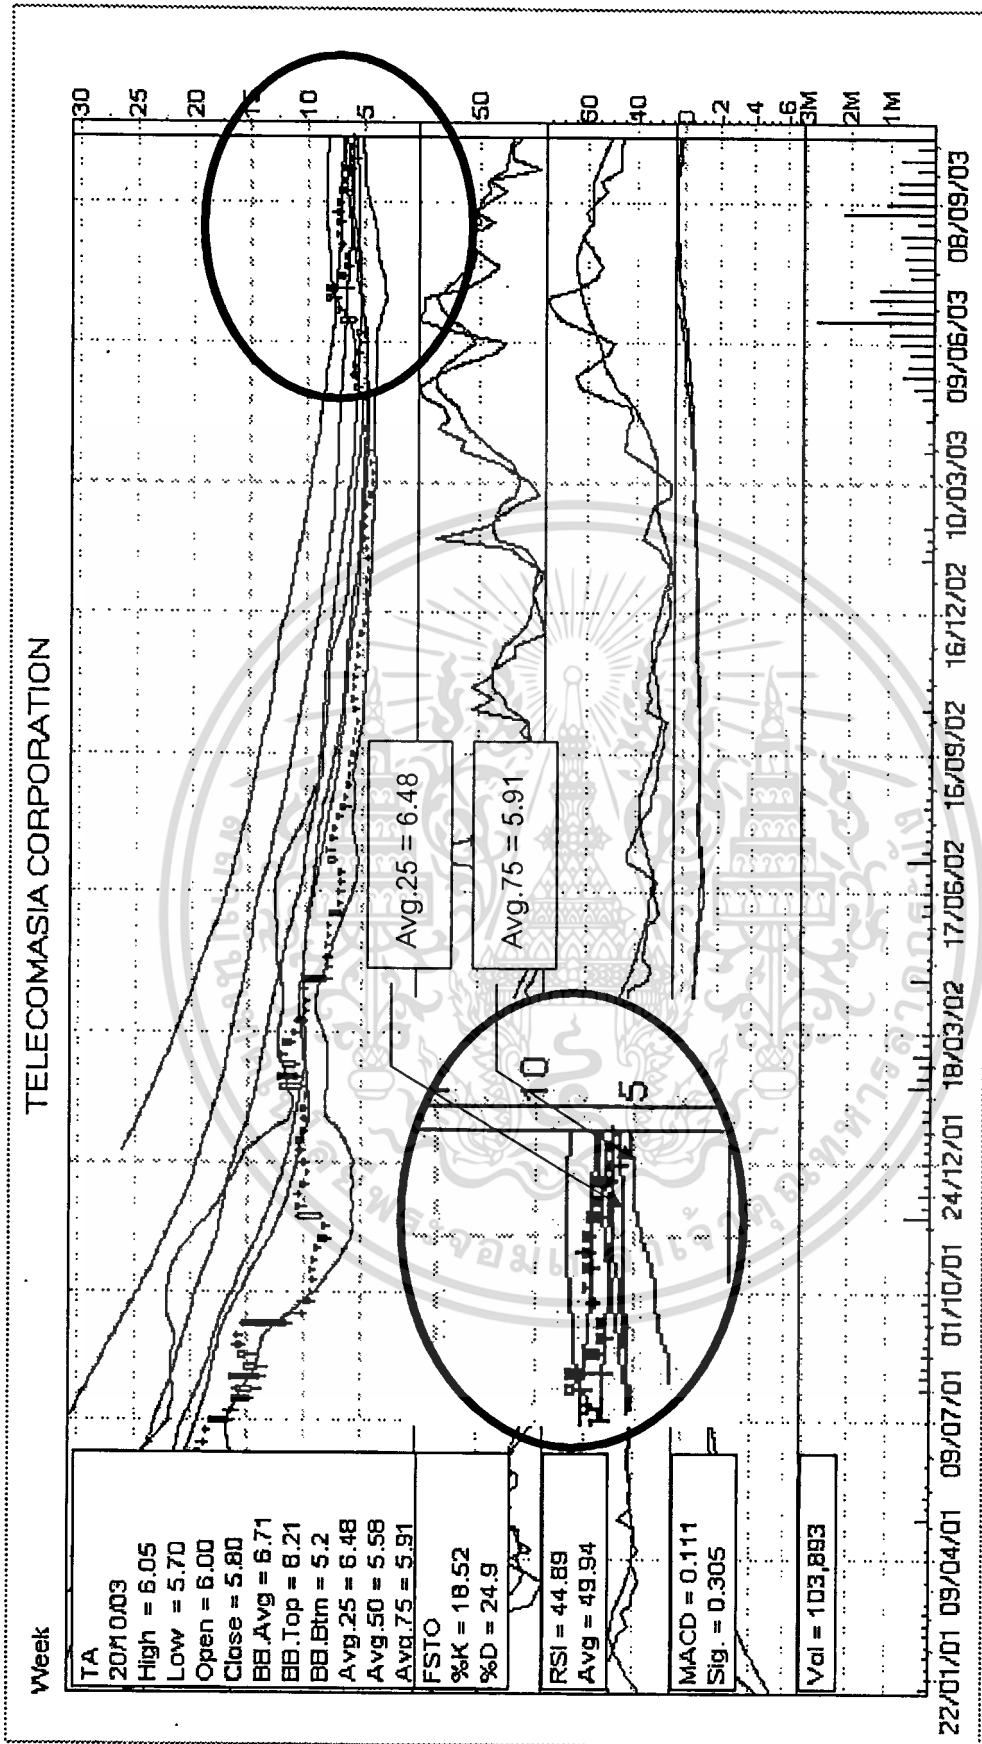 TELECOMASIA CORPORATION
Week
TA
20/10/03
High = 6.05
Low = 5.70
Open = 6.00
Close = 5.80
BB.Avg = 6.71
BB.Top = 8.21
BB.Btm = 5.2
Avg.25 = 6.48
Avg.50 = 5.58
Avg.75 = 5.91
FSTO
%K = 18.52
%D = 24.9
RSI = 44.89
Avg = 49.94
MACD = 0.111
Sig. = 0.305
Val = 103,893
Avg.25 = 6.48
Avg.75 = 5.91
10
5
30
25
20
15
10
5
50
60
40
0
-2
-4
-6
3M
2M
1M
22/01/01 09/04/01 09/07/01 01/10/01 24/12/01 18/03/02 17/06/02 16/09/02 16/12/02 10/03/03 09/06/03 08/09/03